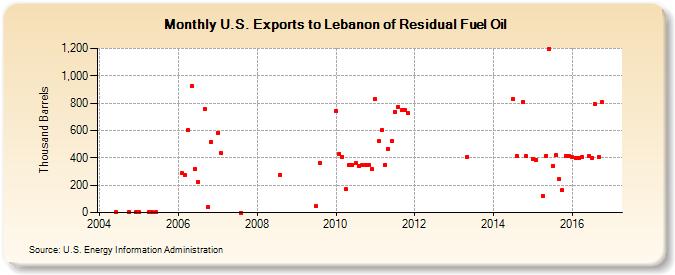 Monthly U.S. Exports to Lebanon of Residual Fuel Oil
Thousand Barrels
1,200
1,000
800
600
400
200
0
2004 2006 2008 2010 2012 2014 2016
Source: U.S. Energy Information Administration